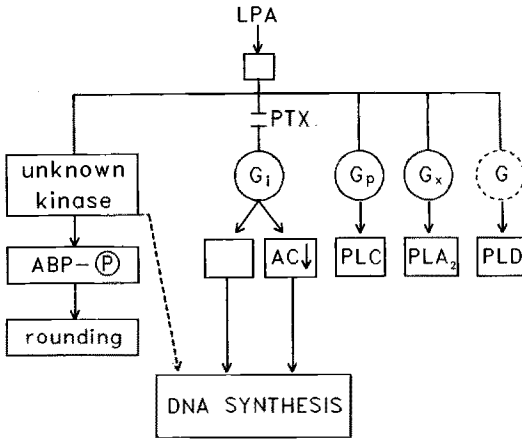 LPA
PTX
unknown
kinase
Gi
Gp
Gx
G
ABP-P
AC↓
PLC
PLA2
PLD
rounding
DNA SYNTHESIS